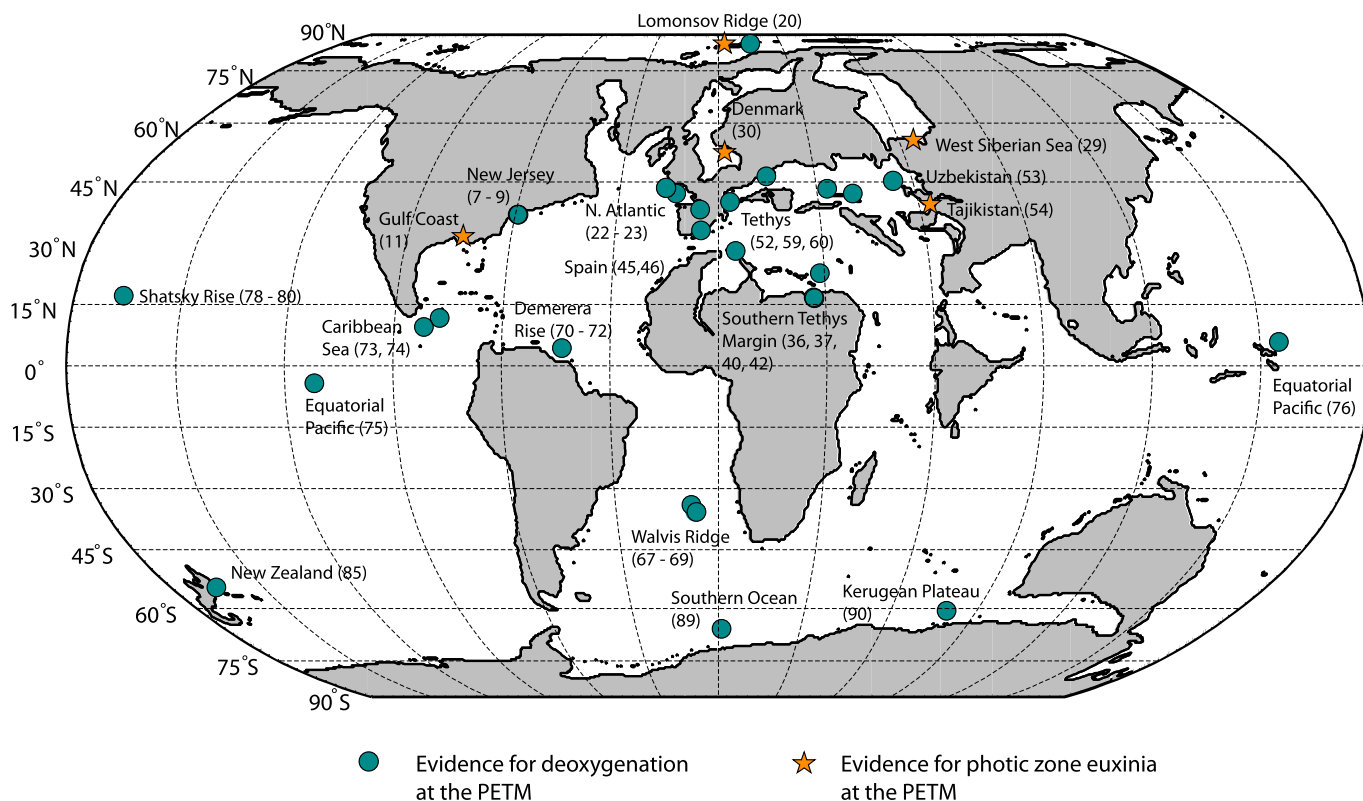 Lomonsov Ridge (20)
90°N
75°N
60°N
45°N
30°N
15°N
0°
15°S
30°S
45°S
60°S
75°S
90°S
Denmark
(30)
West Siberian Sea (29)
New Jersey
(7 - 9)
Uzbekistan (53)
Gulf Coast
(11)
N. Atlantic
(22 - 23)
Tethys
(52, 59, 60)
Tajikistan (54)
Spain (45,46)
Shatsky Rise (78 - 80)
Caribbean
Sea (73, 74)
Demerera
Rise (70 - 72)
Southern Tethys
Margin (36, 37,
40, 42)
Equatorial
Pacific (75)
Equatorial
Pacific (76)
Walvis Ridge
(67 - 69)
New Zealand (85)
Southern Ocean
(89)
Kerugean Plateau
(90)
Evidence for deoxygenation
at the PETM
Evidence for photic zone euxinia
at the PETM